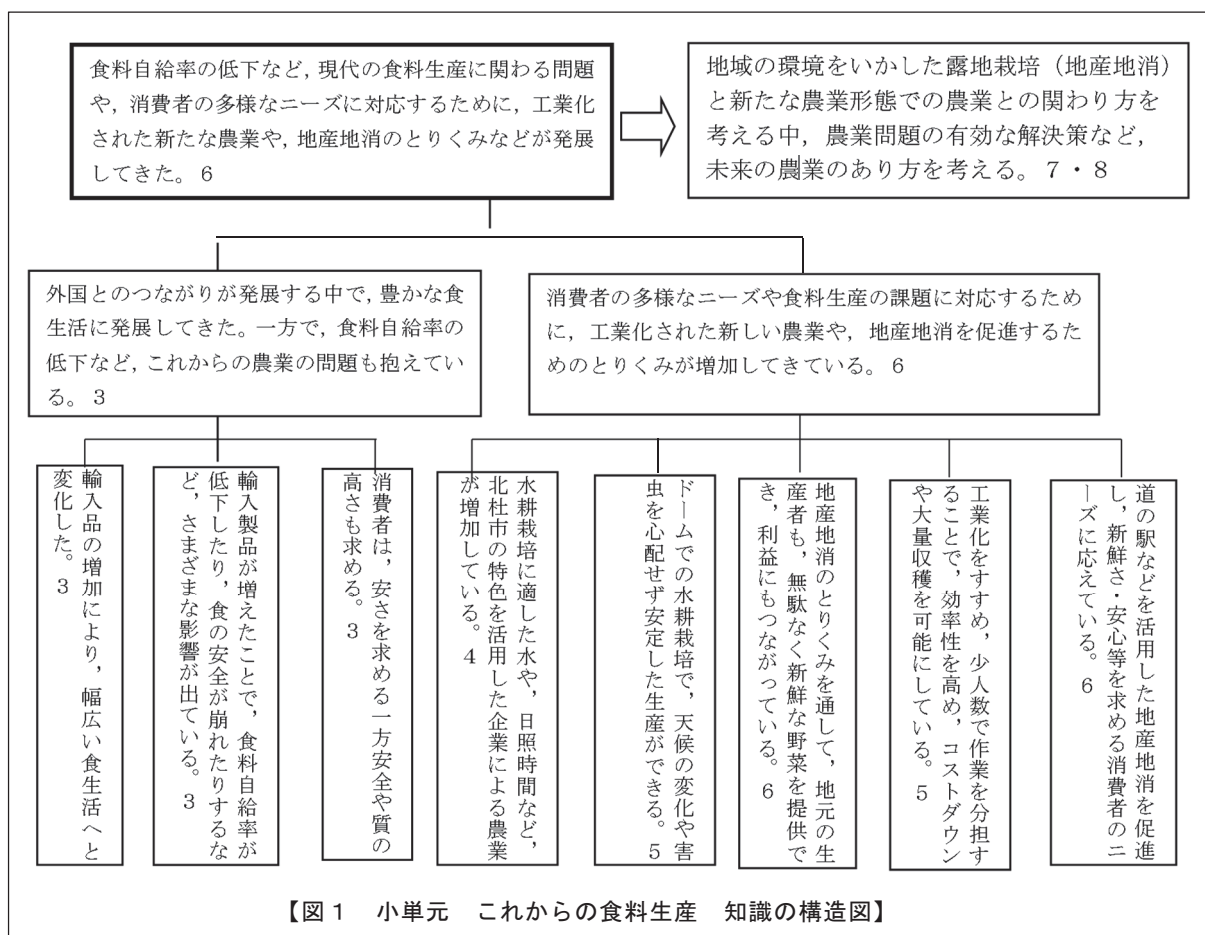 食料自給率の低下など，現代の食料生産に関わる問題
や，消費者の多様なニーズに対応するために，工業化
された新たな農業や，地産地消のとりくみなどが発展
してきた。６
地域の環境をいかした露地栽培（地産地消）
と新たな農業形態での農業との関わり方を
考える中，農業問題の有効な解決策など，
未来の農業のあり方を考える。７・８
外国とのつながりが発展する中で，豊かな食
生活に発展してきた。一方で，食料自給率の
低下など，これからの農業の問題も抱えてい
る。３
消費者の多様なニーズや食料生産の課題に対応するため
に，工業化された新しい農業や，地産地消を促進するた
めのとりくみが増加してきている。６
輸入品の増加により，幅広い食生活へと
変化した。３
輸入製品が増えたことで，食料自給率が
低下したり，食の安全が崩れたりするな
ど，さまざまな影響が出ている。３
消費者は，安さを求める一方安全や質の
高さも求める。３
水耕栽培に適した水や，日照時間など，
北杜市の特色を活用した企業による農業
が増加している。４
ドームでの水耕栽培で，天候の変化や害
虫を心配せず安定した生産ができる。５
地産地消のとりくみを通して，地元の生
産者も，無駄なく新鮮な野菜を提供で
き，利益にもつながっている。６
工業化をすすめ，少人数で作業を分担す
ることで，効率性を高め，コストダウン
や大量収穫を可能にしている。５
道の駅などを活用した地産地消を促進
し，新鮮さ・安心等を求める消費者のニ
ーズに応えている。６
【図１　小単元　これからの食料生産　知識の構造図】